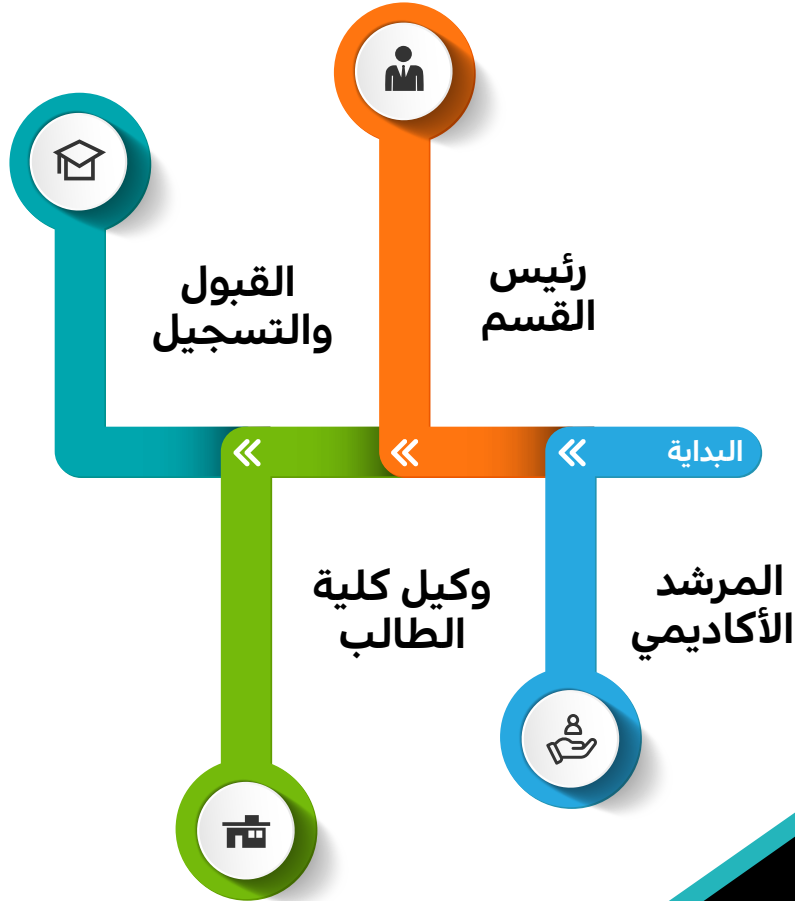 البداية
المرشد
الأكاديمي
رئيس
القسم
وكيل كلية
الطالب
القبول
والتسجيل